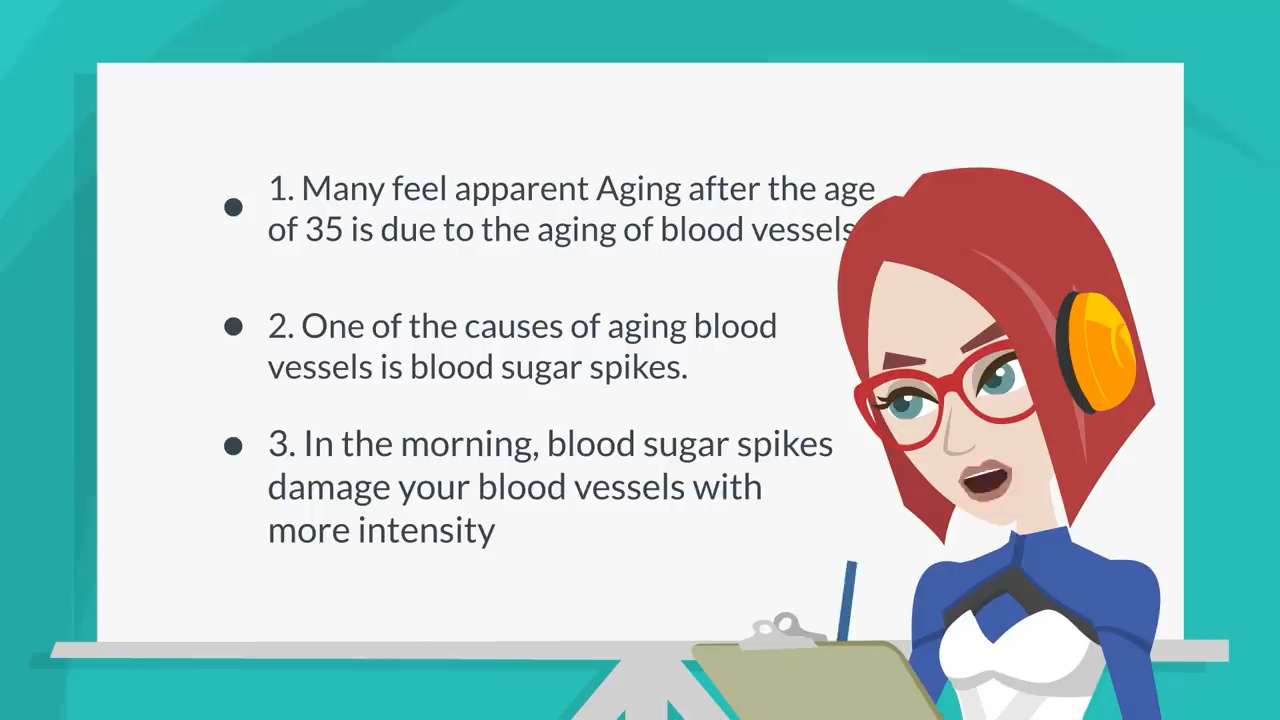 1. Many feel apparent Aging after the age
of 35 is due to the aging of blood vessels
2. One of the causes of aging blood
vessels is blood sugar spikes.
3. In the morning, blood sugar spikes
damage your blood vessels with
more intensity